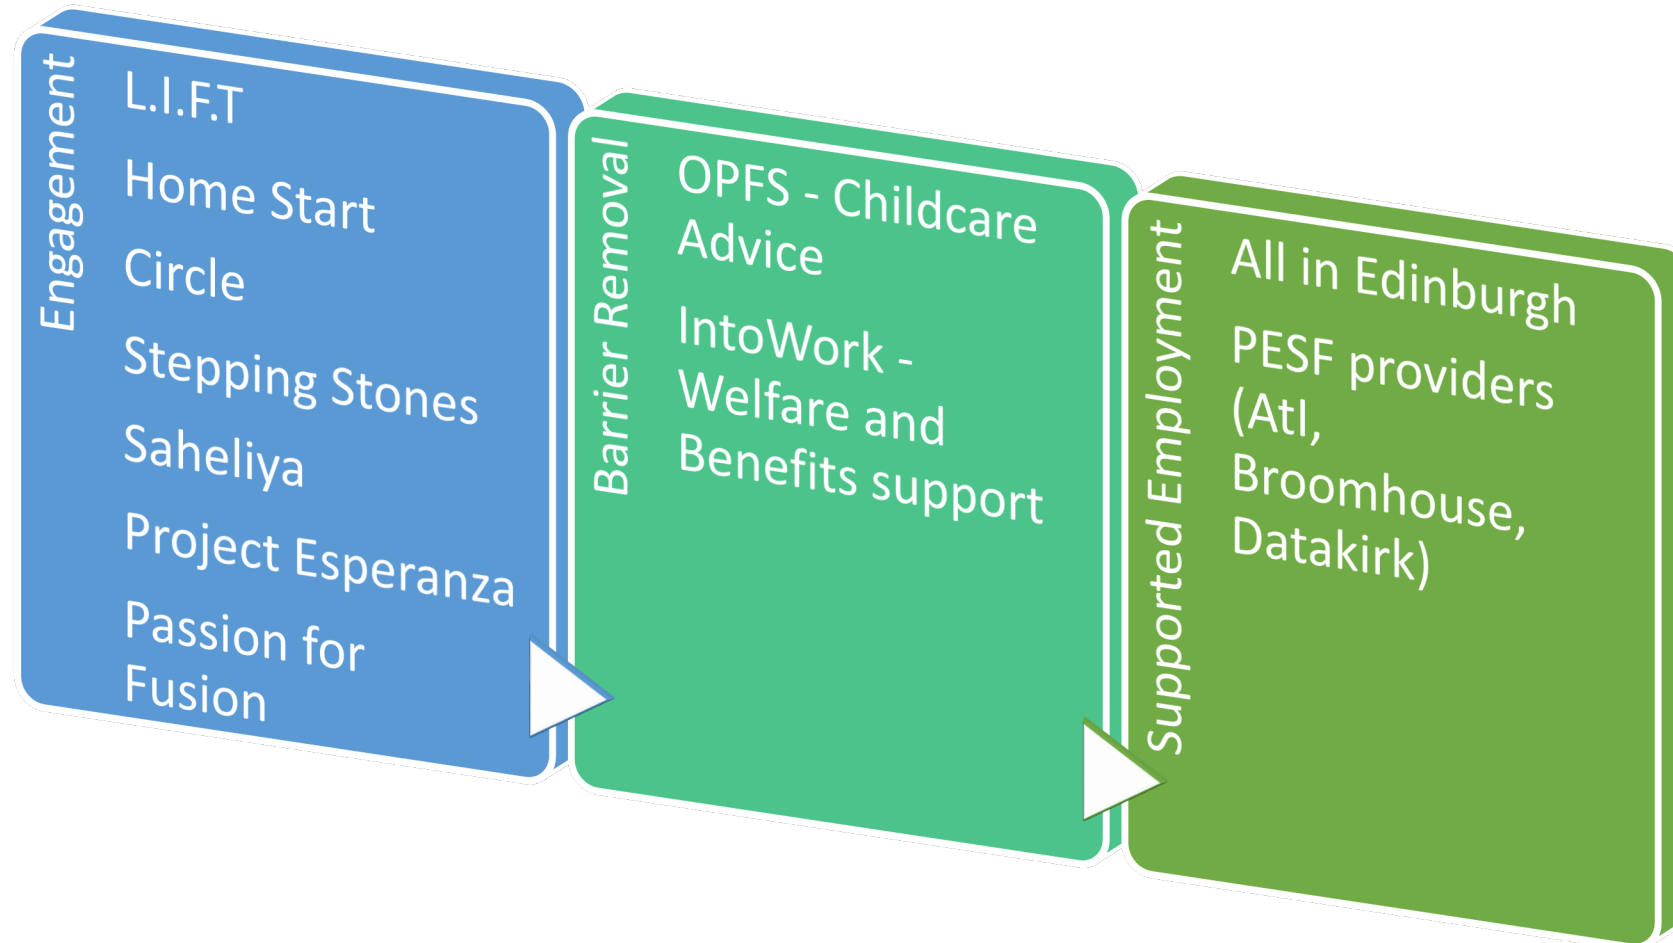 Engagement
L.I.F.T
Home Start
Circle
Stepping Stones
Saheliya
Project Esperanza
Passion for
Fusion
Barrier Removal
OPFS - Childcare
Advice
IntoWork -
Welfare and
Benefits support
Supported Employment
All in Edinburgh
PESF providers
(AtI,
Broomhouse,
Datakirk)